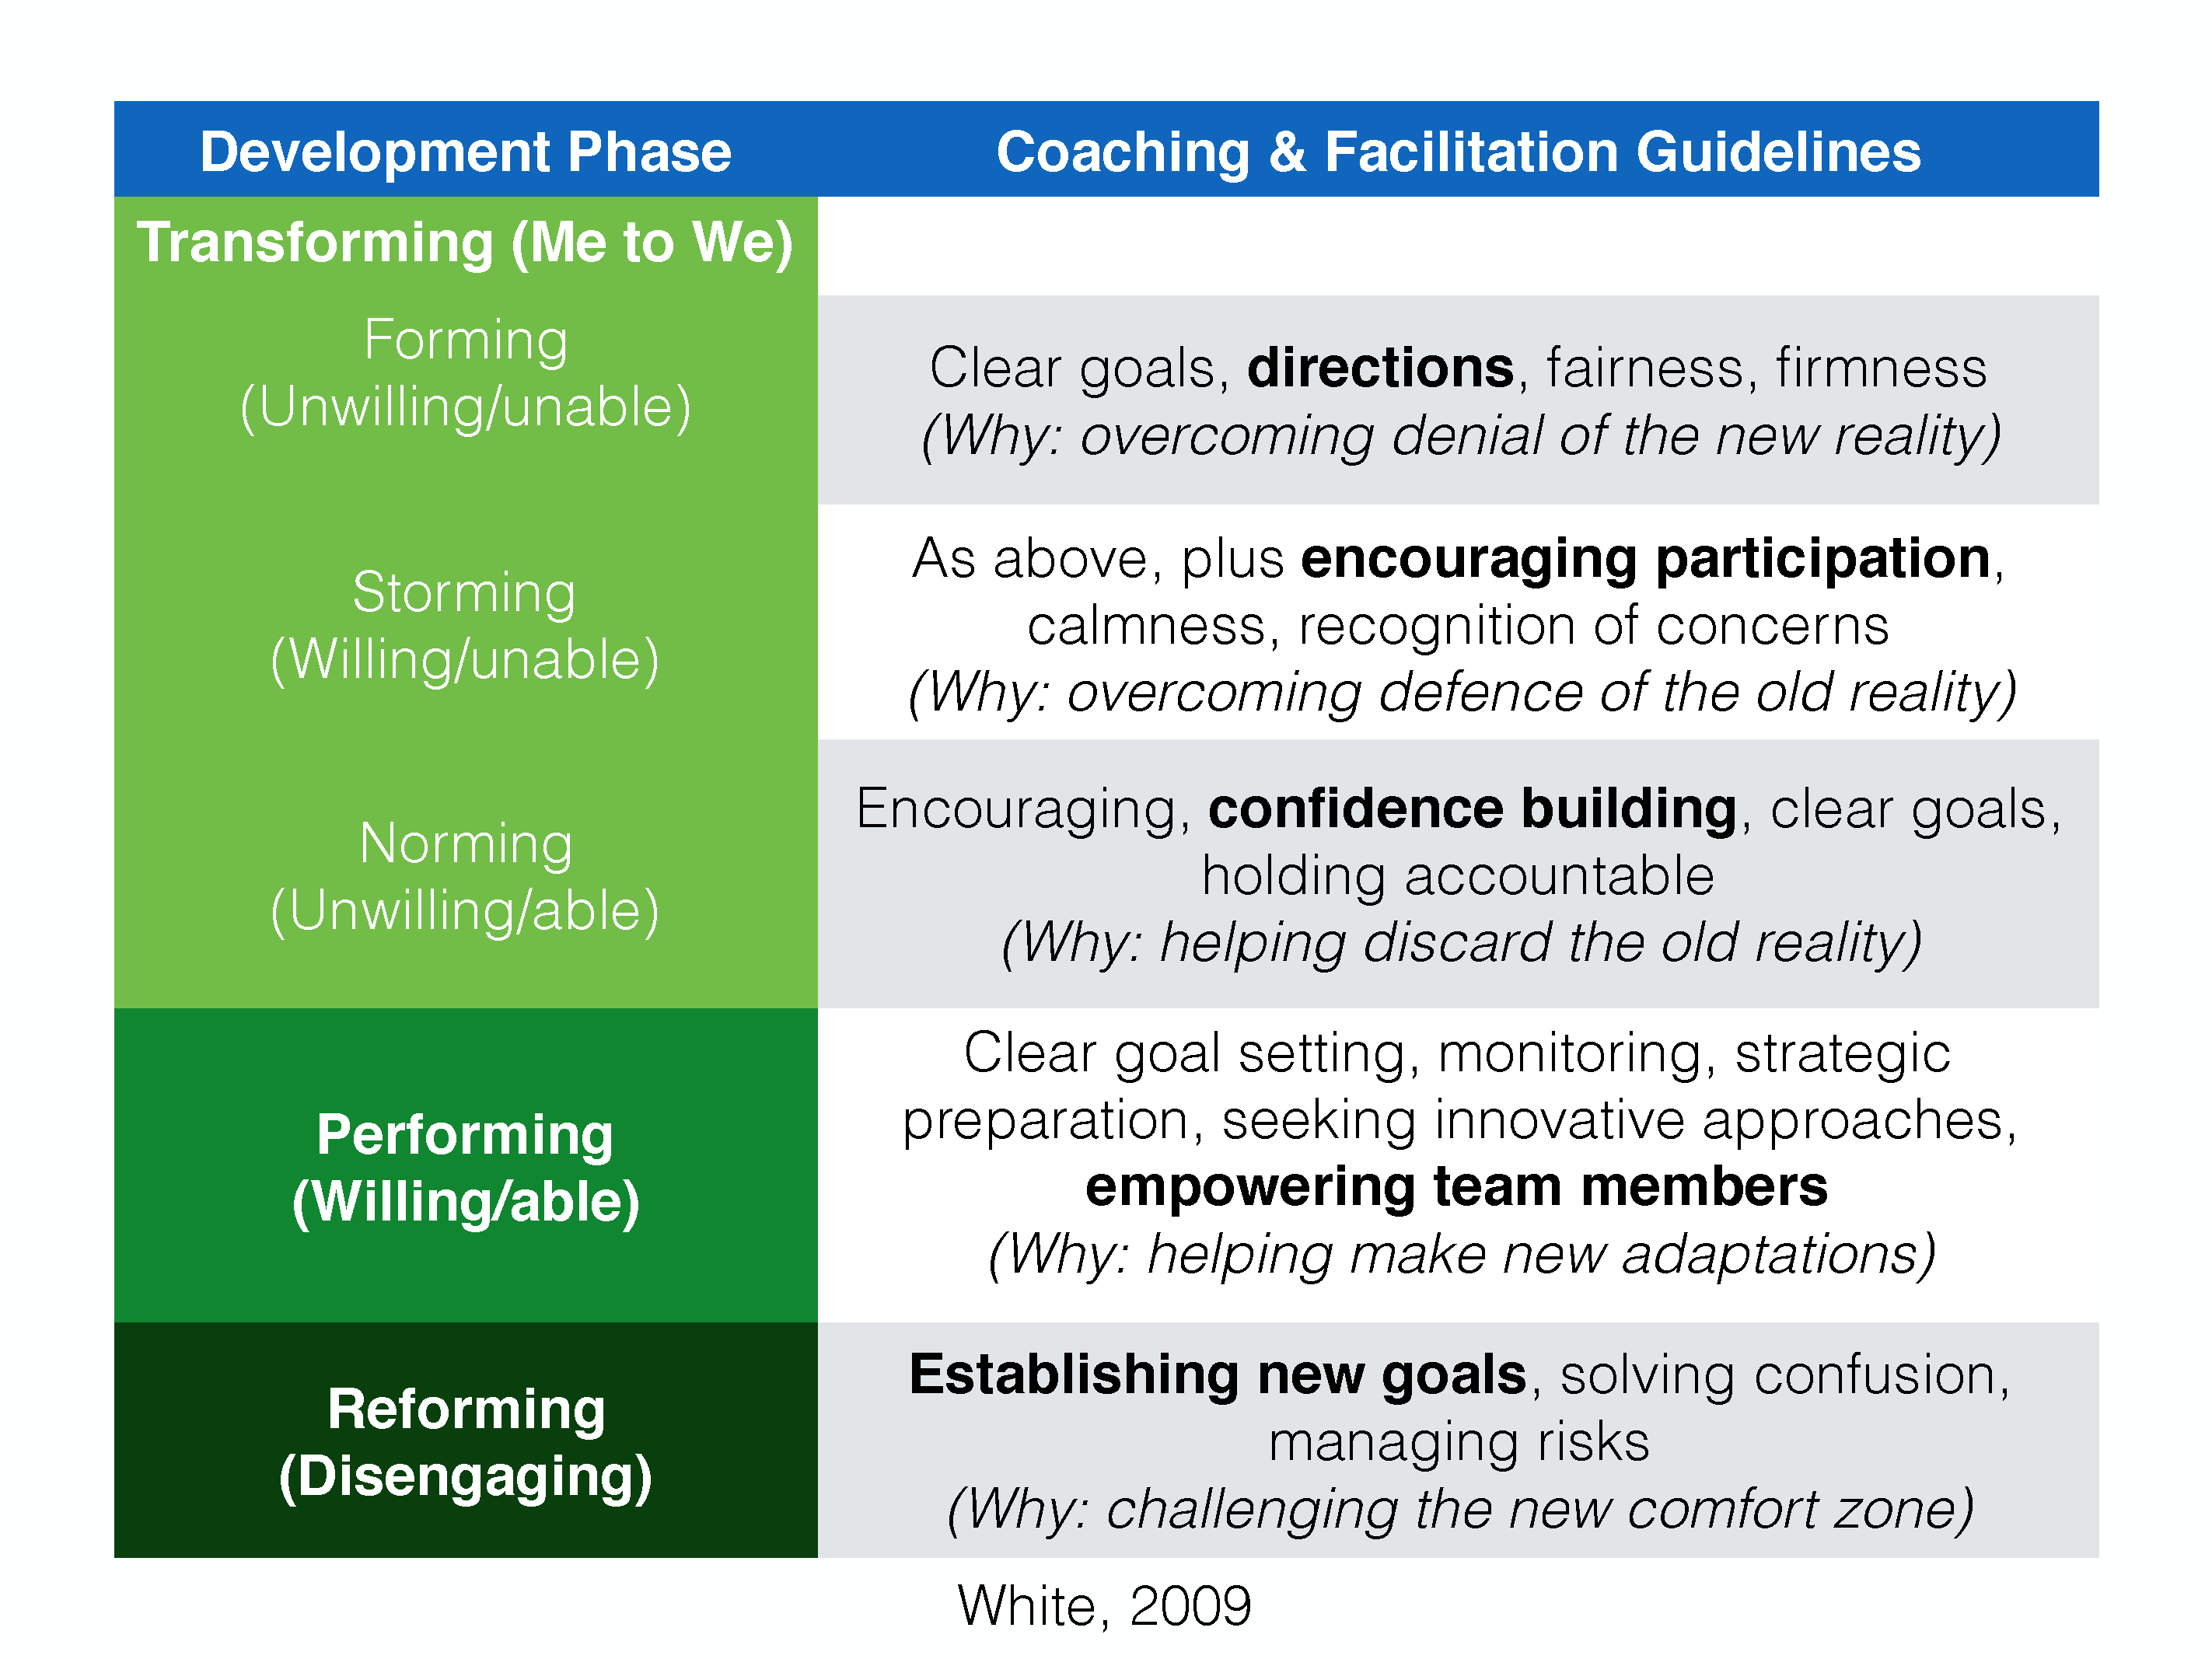 Development Phase
Coaching & Facilitation Guidelines
Transforming (Me to We)
Forming
(Unwilling/unable)
Clear goals, directions, fairness, firmness
(Why: overcoming denial of the new reality)
Storming
(Willing/unable)
As above, plus encouraging participation,
calmness, recognition of concerns
(Why: overcoming defence of the old reality)
Norming
(Unwilling/able)
Encouraging, confidence building, clear goals,
holding accountable
(Why: helping discard the old reality)
Performing
(Willing/able)
Clear goal setting, monitoring, strategic
preparation, seeking innovative approaches,
empowering team members
(Why: helping make new adaptations)
Reforming
(Disengaging)
Establishing new goals, solving confusion,
managing risks
(Why: challenging the new comfort zone)
White, 2009